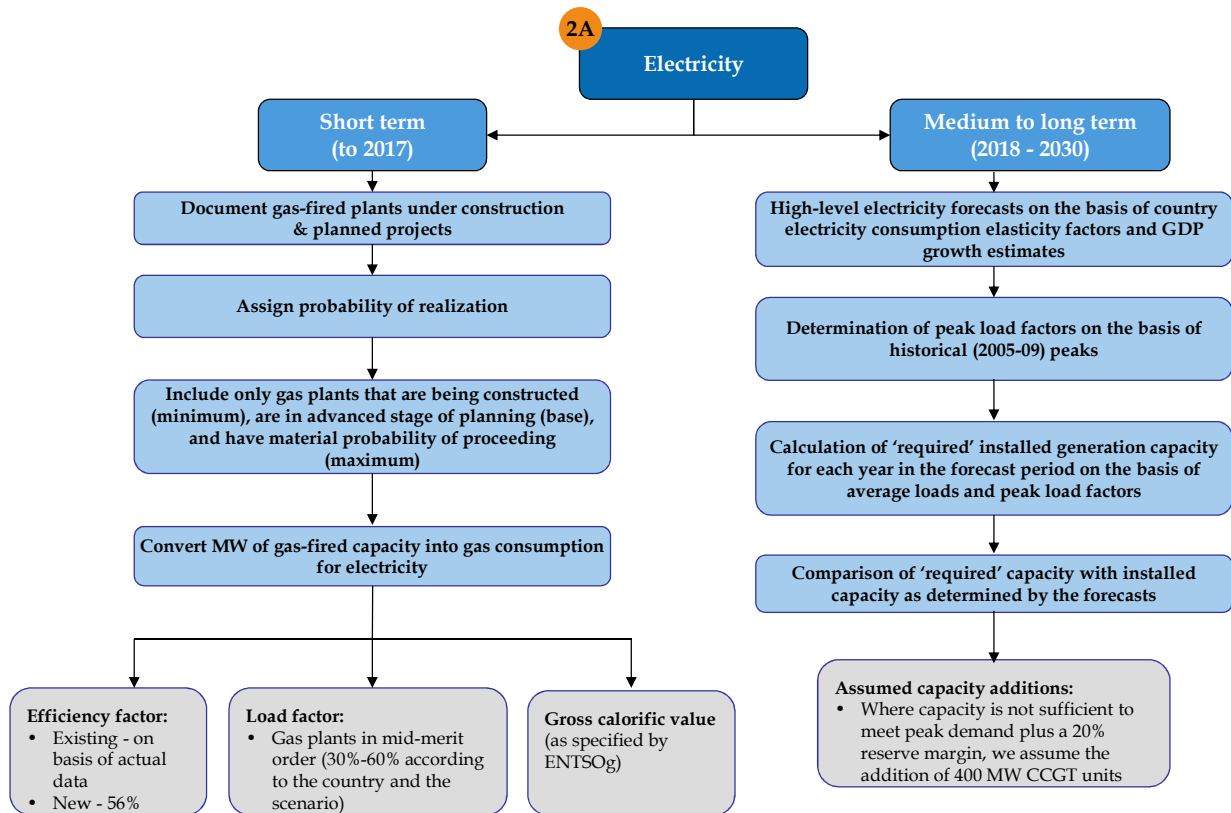 2A
Electricity
Short term
(to 2017)
Document gas-fired plants under construction
& planned projects
Assign probability of realization
Include only gas plants that are being constructed
(minimum), are in advanced stage of planning (base),
and have material probability of proceeding
(maximum)
Convert MW of gas-fired capacity into gas consumption
for electricity
Efficiency factor:
• Existing - on
basis of actual
data
• New - 56%
Load factor:
• Gas plants in mid-merit
order (30%-60% according
to the country and the
scenario)
Gross calorific value
(as specified by
ENTSOg)
Medium to long term
(2018 - 2030)
High-level electricity forecasts on the basis of country
electricity consumption elasticity factors and GDP
growth estimates
Determination of peak load factors on the basis of
historical (2005-09) peaks
Calculation of ‘required’ installed generation capacity
for each year in the forecast period on the basis of
average loads and peak load factors
Comparison of ‘required’ capacity with installed
capacity as determined by the forecasts
Assumed capacity additions:
• Where capacity is not sufficient to
meet peak demand plus a 20%
reserve margin, we assume the
addition of 400 MW CCGT units